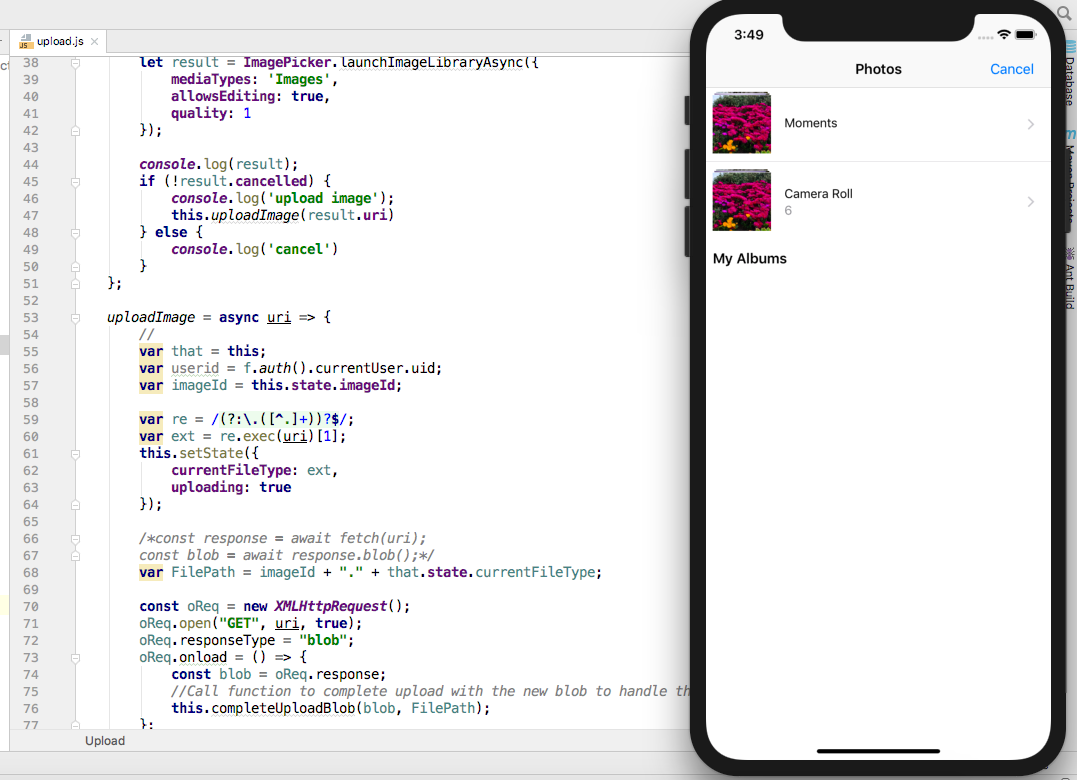 upload.js
38 let result = ImagePicker.launchImageLibraryAsync({
39 mediaTypes: 'Images',
40 allowsEditing: true,
41 quality: 1
42 });
43
44 console.log(result);
45 if (!result.cancelled) {
46 console.log('upload image');
47 this.uploadImage(result.uri)
48 } else {
49 console.log('cancel')
50 }
51 };
52
53 uploadImage = async uri => {
54 //
55 var that = this;
56 var userid = f.auth().currentUser.uid;
57 var imageId = this.state.imageId;
58
59 var re = /(?:\.([^.]+))?$/;
60 var ext = re.exec(uri)[1];
61 this.setState({
62 currentFileType: ext,
63 uploading: true
64 });
65
66 /*const response = await fetch(uri);
67 const blob = await response.blob();*/
68 var FilePath = imageId + "." + that.state.currentFileType;
69
70 const oReq = new XMLHttpRequest();
71 oReq.open("GET", uri, true);
72 oReq.responseType = "blob";
73 oReq.onload = () => {
74 const blob = oReq.response;
75 //Call function to complete upload with the new blob to handle th
76 this.completeUploadBlob(blob, FilePath);
77 };
Upload
3:49
Photos
Cancel
Moments
Camera Roll
6
My Albums
Database
Ant Build